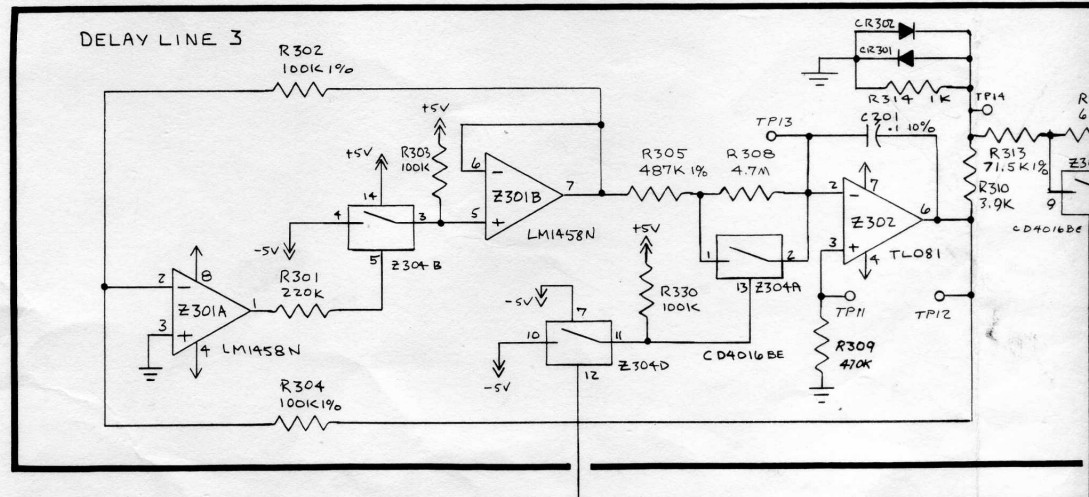 DELAY LINE 3
R302
100K 1%
CR302
CR301
R314 1K
TP14
+5V
R303
100K
+5V
14
4
3
5
Z304B
-5V
6
5
7
Z301B
LM1458N
R305
487K 1%
R308
4.7M
TP13
C201
.1 10%
R313
71.5K 1%
R310
3.9K
9
CD4016BE
2
3
7
6
4
Z302
TL081
1
2
13
Z304A
CD4016BE
+5V
R330
100K
-5V
7
10
11
12
Z304D
-5V
TP11
TP12
R309
470K
2
3
8
1
4
Z301A
LM1458N
R301
220K
R304
100K 1%